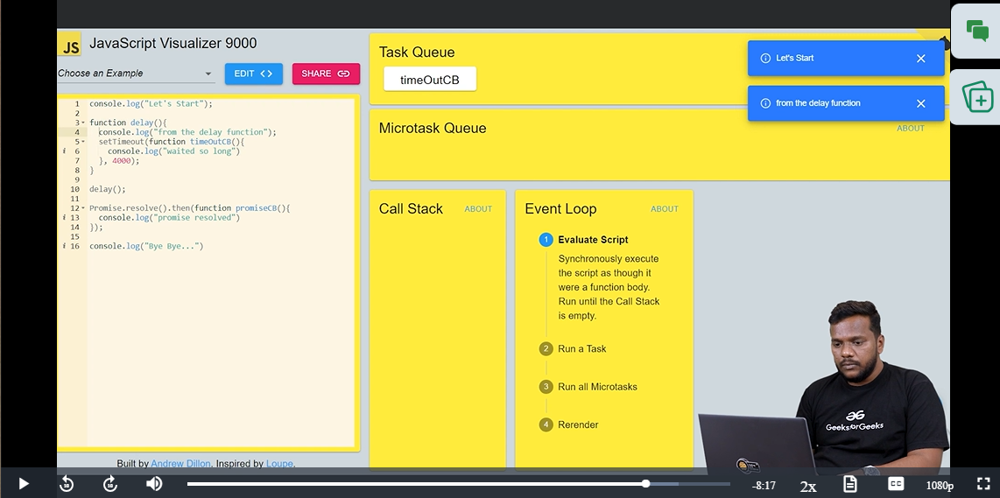 JS JavaScript Visualizer 9000
Choose an Example
EDIT <>
SHARE
1 console.log("Let's Start");
2
3 function delay(){
4 console.log("from the delay function");
5 setTimeout(function timeOutCB(){
i 6 console.log("waited so long")
7 }, 4000);
8 }
9
10 delay();
11
12 Promise.resolve().then(function promiseCB(){
i 13 console.log("promise resolved")
14 });
15
i 16 console.log("Bye Bye...")
Built by Andrew Dillon. Inspired by Loupe.
Task Queue
timeOutCB
Let's Start
from the delay function
Microtask Queue
ABOUT
Call Stack
ABOUT
Event Loop
ABOUT
1 Evaluate Script
Synchronously execute
the script as though it
were a function body.
Run until the Call Stack
is empty.
2 Run a Task
3 Run all Microtasks
4 Rerender
GeeksforGeeks
-8:17
2x
CC
1080p